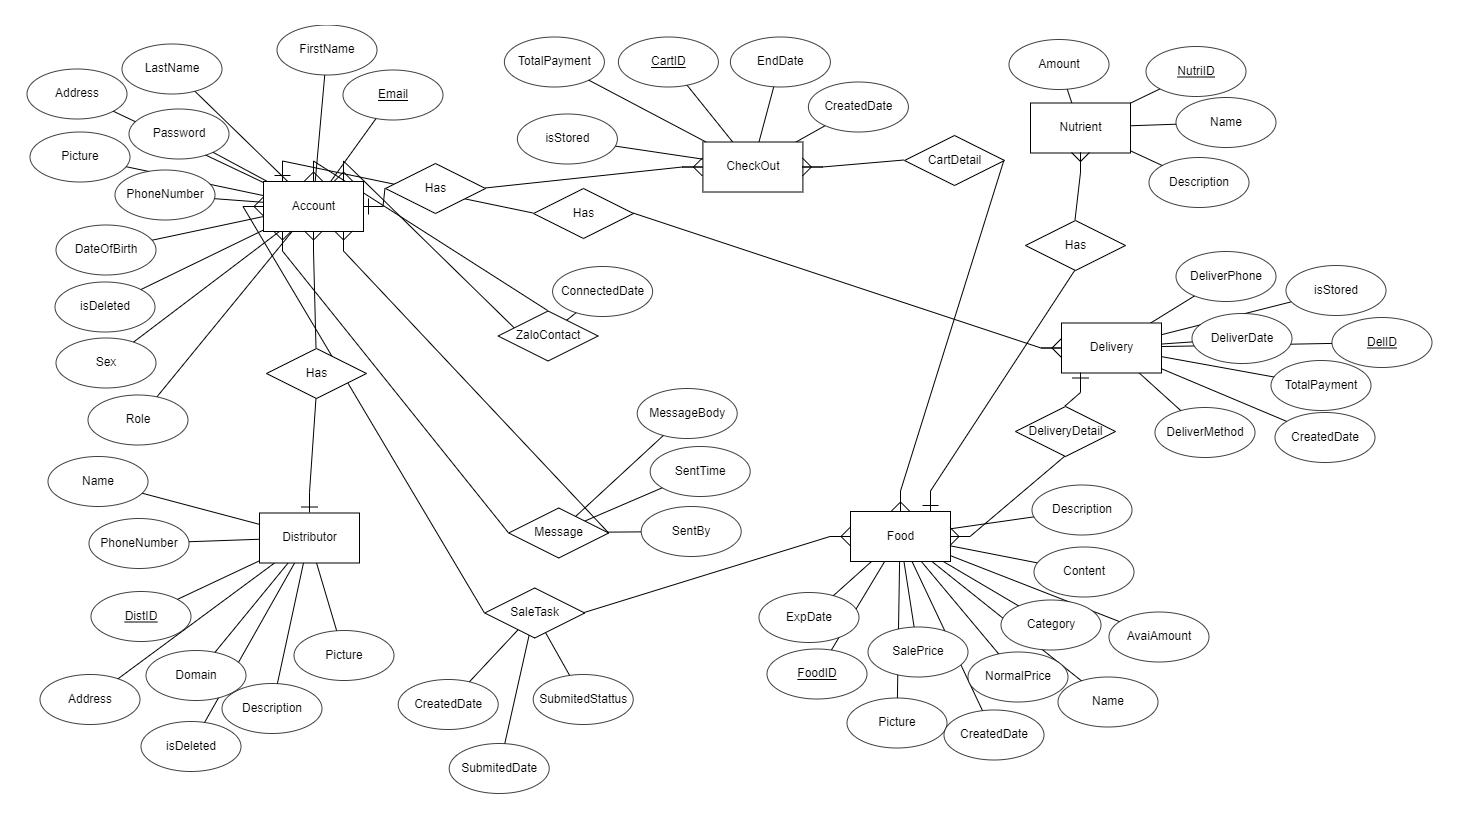 FirstName
LastName
Address
Email
Password
Picture
PhoneNumber
Account
DateOfBirth
isDeleted
Sex
Role
TotalPayment
CartID
EndDate
CreatedDate
isStored
CheckOut
Has
Has
CartDetail
Amount
NutriID
Nutrient
Name
Description
Has
ConnectedDate
ZaloContact
DeliverPhone
isStored
DeliverDate
DelID
Delivery
TotalPayment
DeliverMethod
CreatedDate
DeliveryDetail
Has
MessageBody
SentTime
SentBy
Message
Name
PhoneNumber
Distributor
DistID
Address
Domain
isDeleted
Description
Picture
SaleTask
CreatedDate
SubmitedStattus
SubmitedDate
Food
Description
Content
ExpDate
FoodID
SalePrice
Picture
CreatedDate
NormalPrice
Category
AvaiAmount
Name